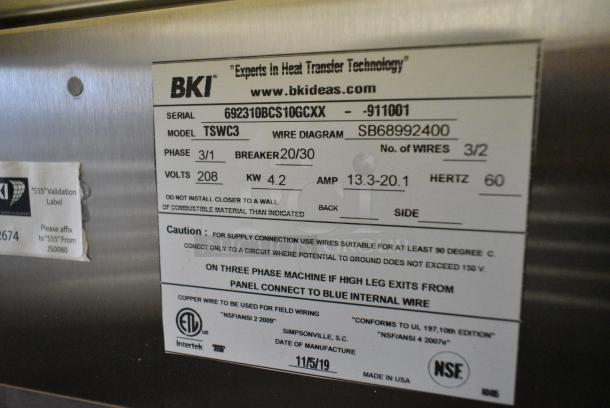 "Experts in Heat Transfer Technology"
BKI
www.bkideas.com
SERIAL 692310BCS10GCXX - -911001
MODEL TSWC3 WIRE DIAGRAM SB68992400
PHASE 3/1 BREAKER 20/30 No. of WIRES 3/2
VOLTS 208 KW 4.2 AMP 13.3-20.1 HERTZ 60
DO NOT INSTALL CLOSER TO A WALL
OF COMBUSTIBLE MATERIAL THAN INDICATED BACK SIDE
Caution : FOR SUPPLY CONNECTION USE WIRES SUITABLE FOR AT LEAST 90 DEGREE C.
CONECT ONLY TO A CIRCUIT WHERE POTENTIAL TO GROUND DOES NOT EXCEED 150 V.
ON THREE PHASE MACHINE IF HIGH LEG EXITS FROM
PANEL CONNECT TO BLUE INTERNAL WIRE
COPPER WIRE TO BE USED FOR FIELD WIRING
"NSF/ANSI 2 2009"
"CONFORMS TO UL 197,10th EDITION"
"NSF/ANSI 4 2007e"
ETL
Intertek
SIMPSONVILLE, S.C.
DATE OF MANUFACTURE
11/5/19
MADE IN USA
NSF
KI
"555" Validation
Label
Please affix
to "555" From
JS0080
2674